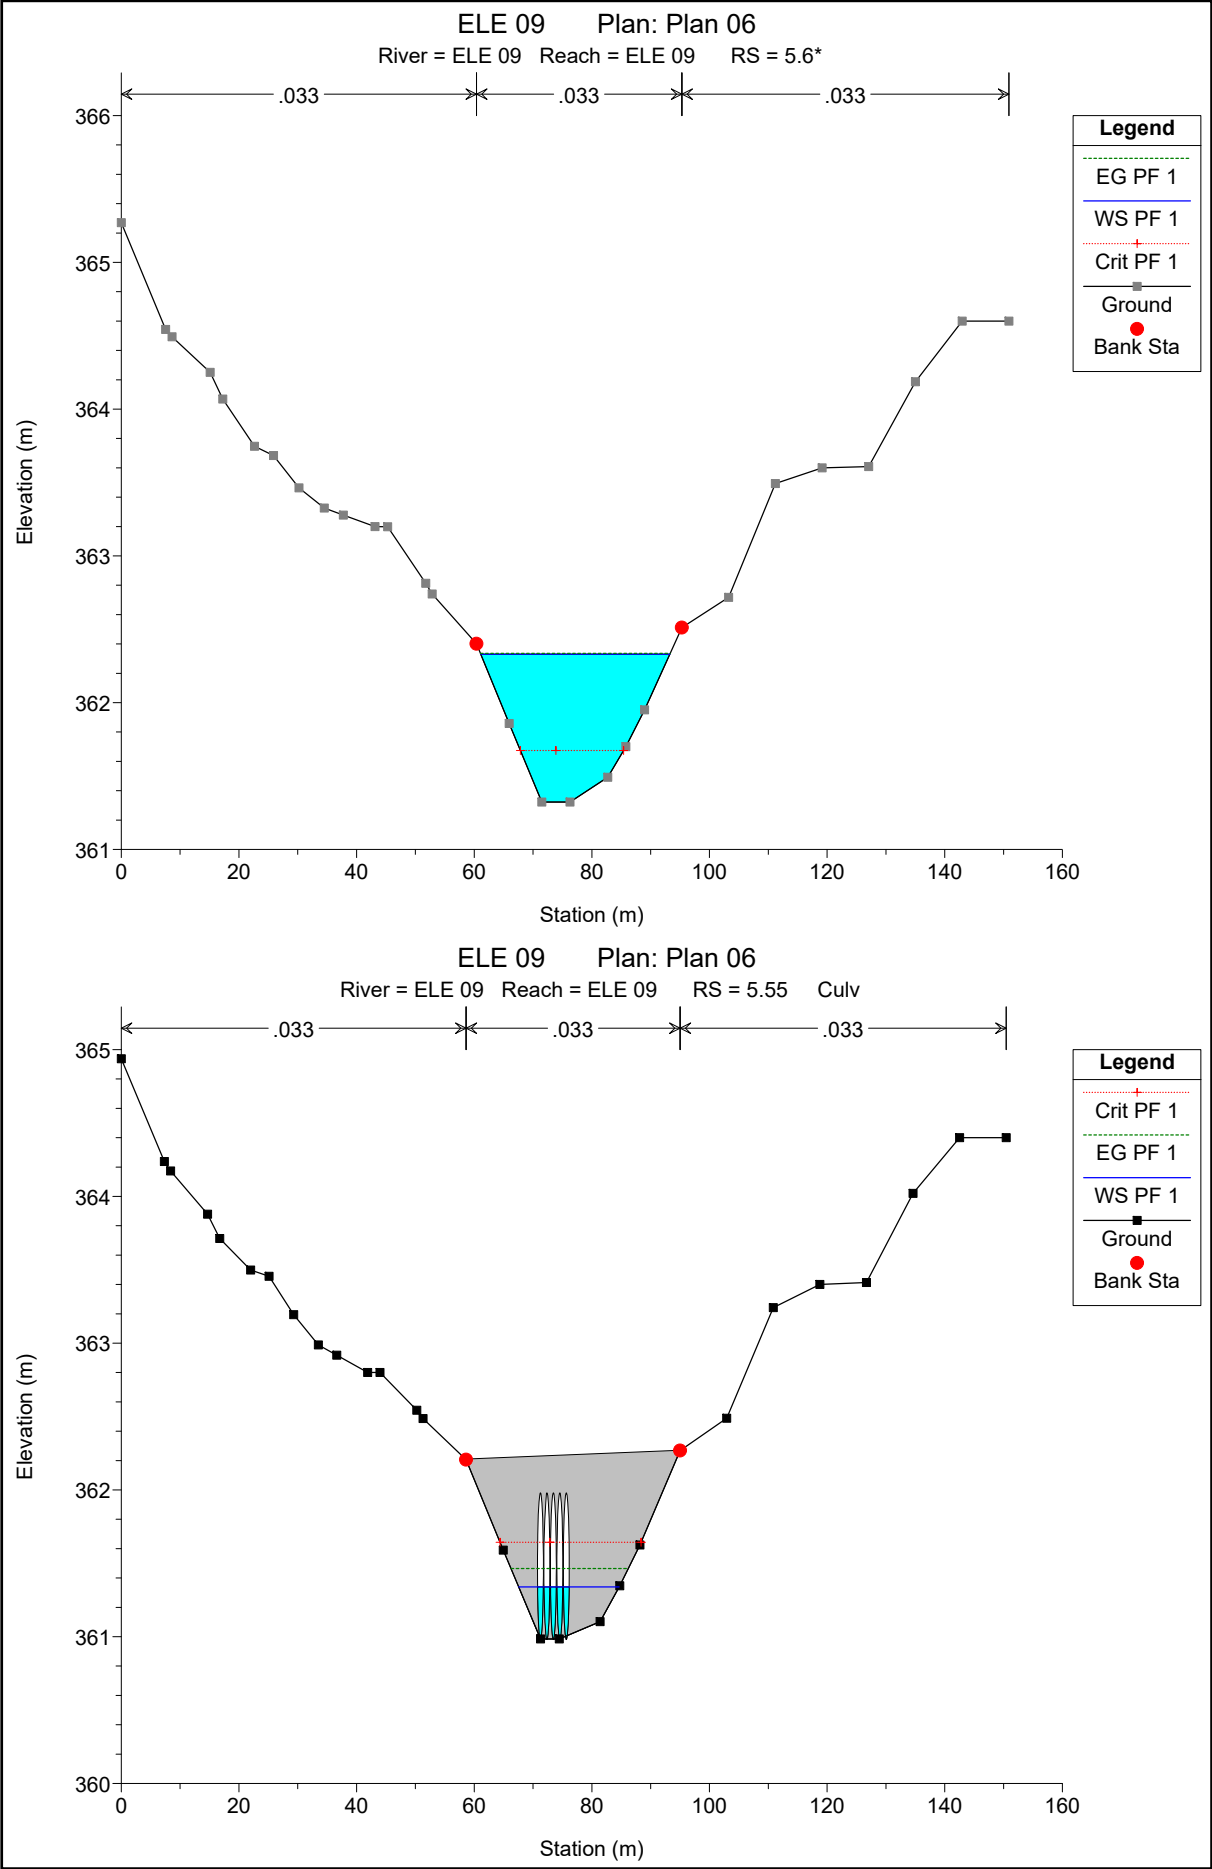 ELE 09 Plan: Plan 06
River = ELE 09 Reach = ELE 09 RS = 5.6*
.033 .033 .033
366
365
364
363
362
361
Elevation (m)
0 20 40 60 80 100 120 140 160
Station (m)
Legend
EG PF 1
WS PF 1
Crit PF 1
Ground
Bank Sta
ELE 09 Plan: Plan 06
River = ELE 09 Reach = ELE 09 RS = 5.55 Culv
.033 .033 .033
365
364
363
362
361
360
Elevation (m)
0 20 40 60 80 100 120 140 160
Station (m)
Legend
Crit PF 1
EG PF 1
WS PF 1
Ground
Bank Sta